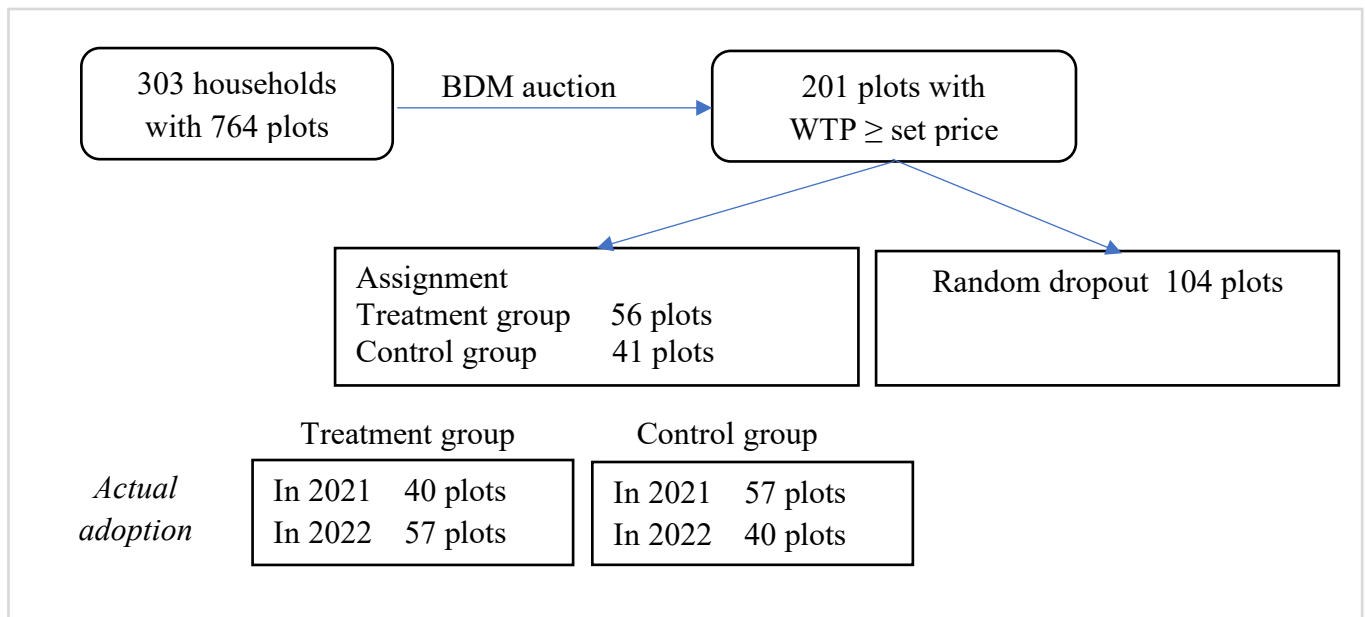 303 households
with 764 plots
BDM auction
201 plots with
WTP ≥ set price
Assignment
Treatment group 56 plots
Control group 41 plots
Random dropout 104 plots
Treatment group
Control group
Actual
adoption
In 2021 40 plots
In 2022 57 plots
In 2021 57 plots
In 2022 40 plots